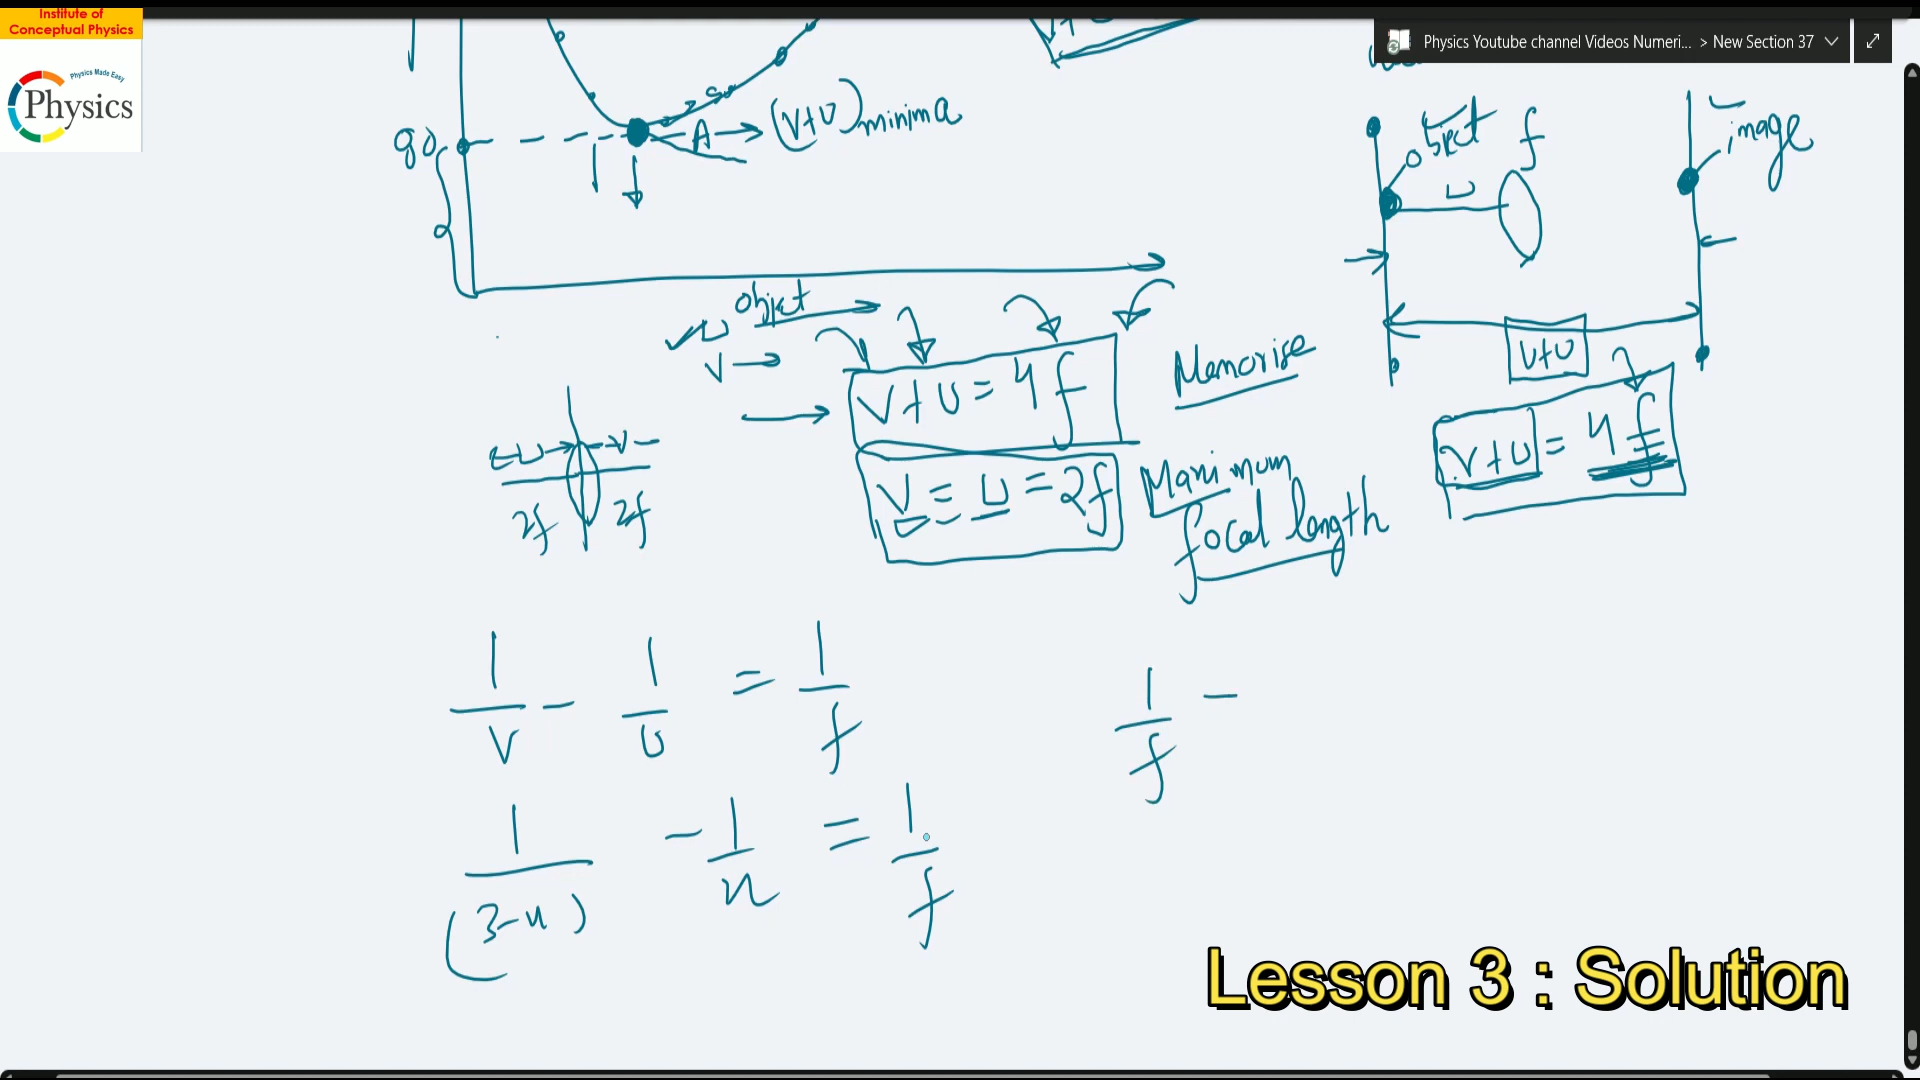 Institute of
Conceptual Physics
Physics Made Easy
Physics
Physics Youtube channel Videos Numeri... > New Section 37
(V+U)minima
A
object f
image
u
object
u
V →
V+U = 4f
Memorise
V+U
V+U = 4f
u v
2f 2f
V = U = 2f
Maximum
focal length
1/V - 1/U = 1/f
1/f -
1/(3-u) - 1/u = 1/f
Lesson 3 : Solution